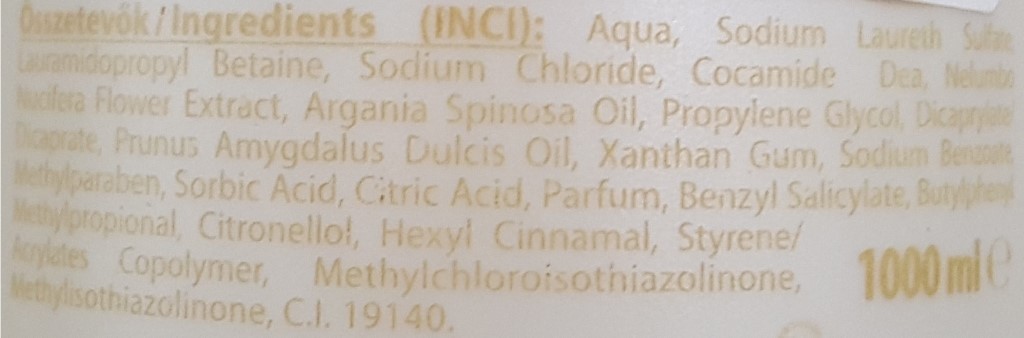 Összetevők/Ingredients (INCI): Aqua, Sodium Laureth Sulfate,
Lauramidopropyl Betaine, Sodium Chloride, Cocamide Dea, Nelumbo
Nucifera Flower Extract, Argania Spinosa Oil, Propylene Glycol, Dicaprylate/
Dicaprate, Prunus Amygdalus Dulcis Oil, Xanthan Gum, Sodium Benzoate,
Methylparaben, Sorbic Acid, Citric Acid, Parfum, Benzyl Salicylate, Butylphenyl
Methylpropional, Citronellol, Hexyl Cinnamal, Styrene/
Acrylates Copolymer, Methylchloroisothiazolinone,
Methylisothiazolinone, C.I. 19140.
1000 ml e